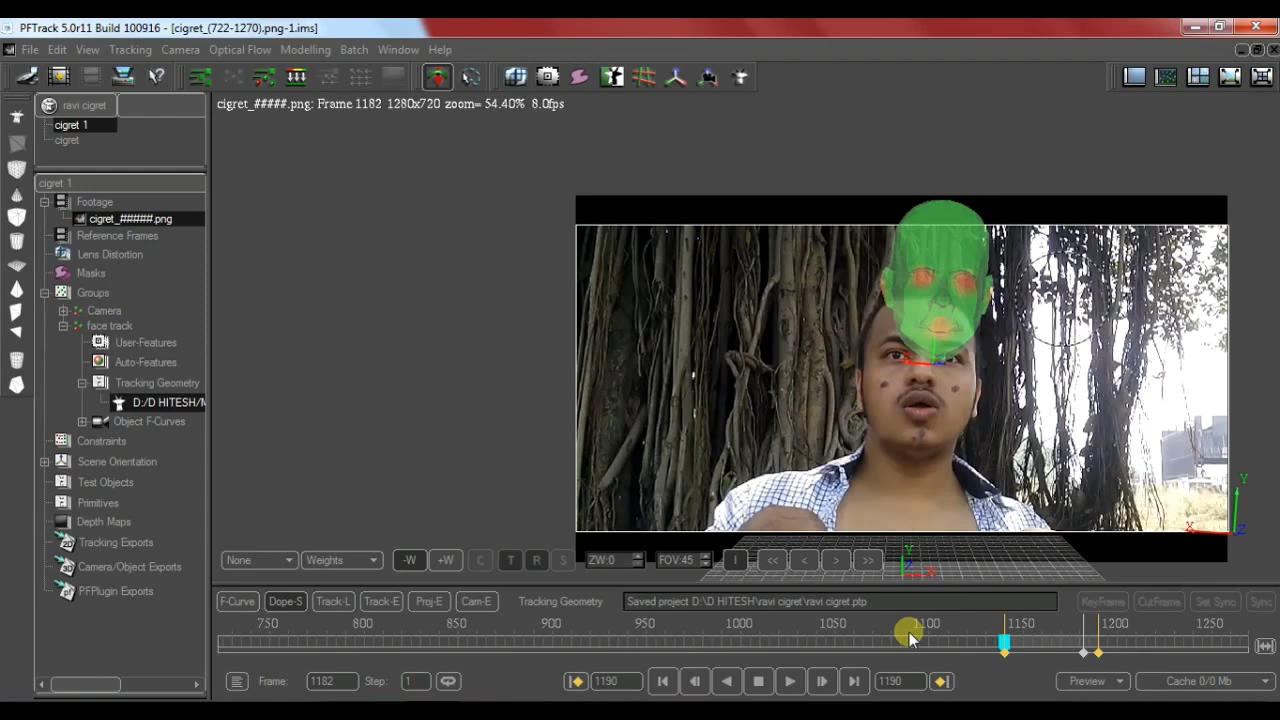 PFTrack 5.0r11 Build 100916 - [cigret_(722-1270).png-1.ims]
File Edit View Tracking Camera Optical Flow Modelling Batch Window Help
ravi cigret
cigret_#####.png: Frame 1182 1280x720 zoom= 54.40% 8.0fps
cigret 1
cigret
cigret 1
Footage
cigret_#####.png
Reference Frames
Lens Distortion
Masks
Groups
Camera
face track
User-Features
Auto-Features
Tracking Geometry
D:/D HITESH/M
Object F-Curves
Constraints
Scene Orientation
Test Objects
Primitives
Depth Maps
Tracking Exports
Camera/Object Exports
PFPlugin Exports
Y
X Z
Y
Z X
None Weights -W +W C T R S ZW:0 FOV:45 I << < > >>
F-Curve Dope-S Track-L Track-E Proj-E Cam-E Tracking Geometry Saved project D:\D HITESH\ravi cigret\ravi cigret.ptp KeyFrame CutFrame Set Sync Sync
750 800 850 900 950 1000 1050 1100 1150 1200 1250
Frame: 1182 Step: 1 1190 1190 Preview Cache 0/0 Mb